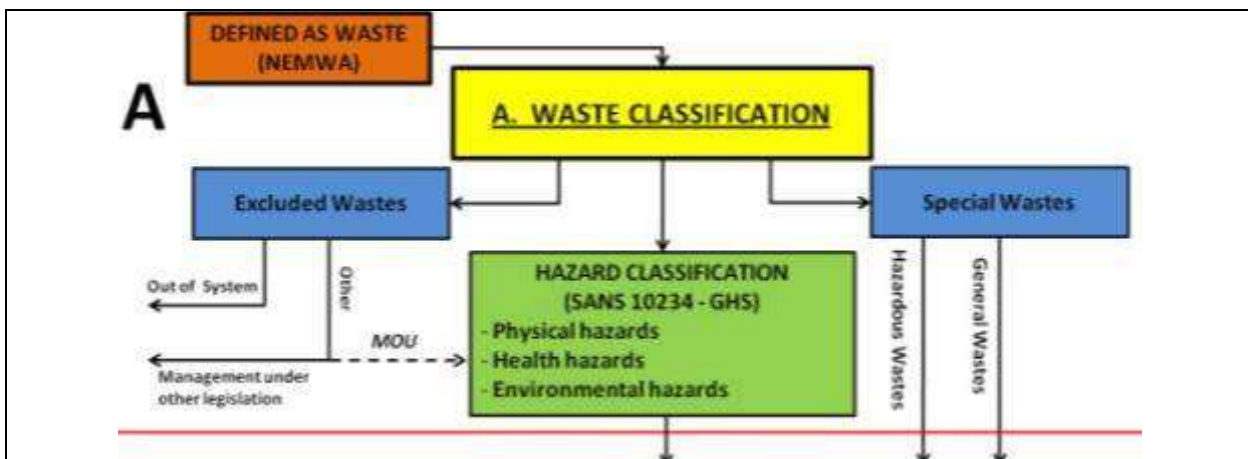 DEFINED AS WASTE
(NEMWA)
A
A. WASTE CLASSIFICATION
Excluded Wastes
Special Wastes
HAZARD CLASSIFICATION
(SANS 10234 - GHS)
- Physical hazards
- Health hazards
- Environmental hazards
Out of System
Other
MOU
Management under
other legislation
Hazardous Wastes
General Wastes